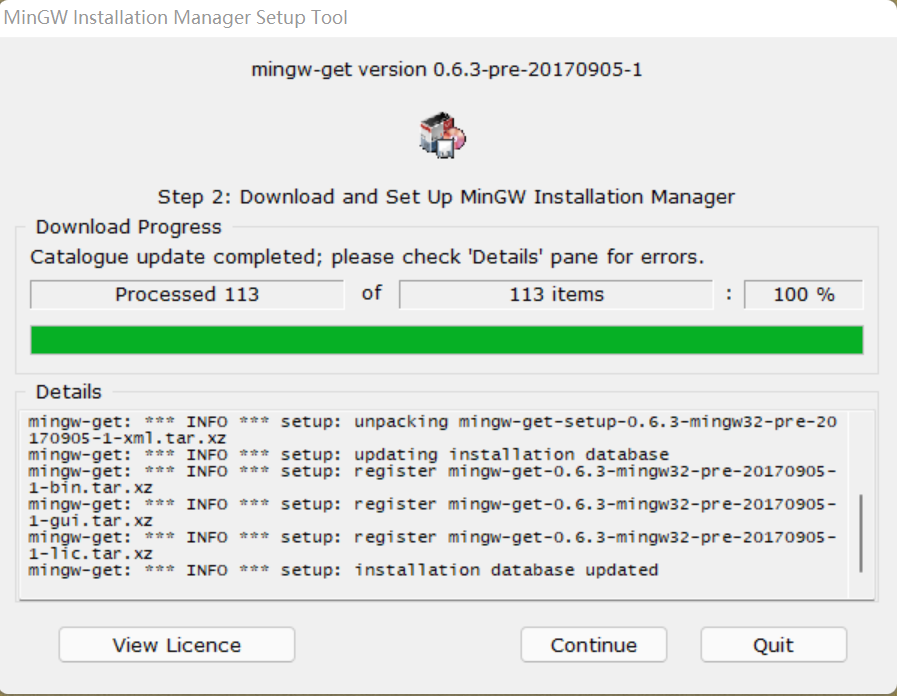 MinGW Installation Manager Setup Tool
mingw-get version 0.6.3-pre-20170905-1
Step 2: Download and Set Up MinGW Installation Manager
Download Progress
Catalogue update completed; please check 'Details' pane for errors.
Processed 113 of 113 items : 100 %
Details
mingw-get: *** INFO *** setup: unpacking mingw-get-setup-0.6.3-mingw32-pre-20
170905-1-xml.tar.xz
mingw-get: *** INFO *** setup: updating installation database
mingw-get: *** INFO *** setup: register mingw-get-0.6.3-mingw32-pre-20170905-
1-bin.tar.xz
mingw-get: *** INFO *** setup: register mingw-get-0.6.3-mingw32-pre-20170905-
1-gui.tar.xz
mingw-get: *** INFO *** setup: register mingw-get-0.6.3-mingw32-pre-20170905-
1-lic.tar.xz
mingw-get: *** INFO *** setup: installation database updated
View Licence Continue Quit